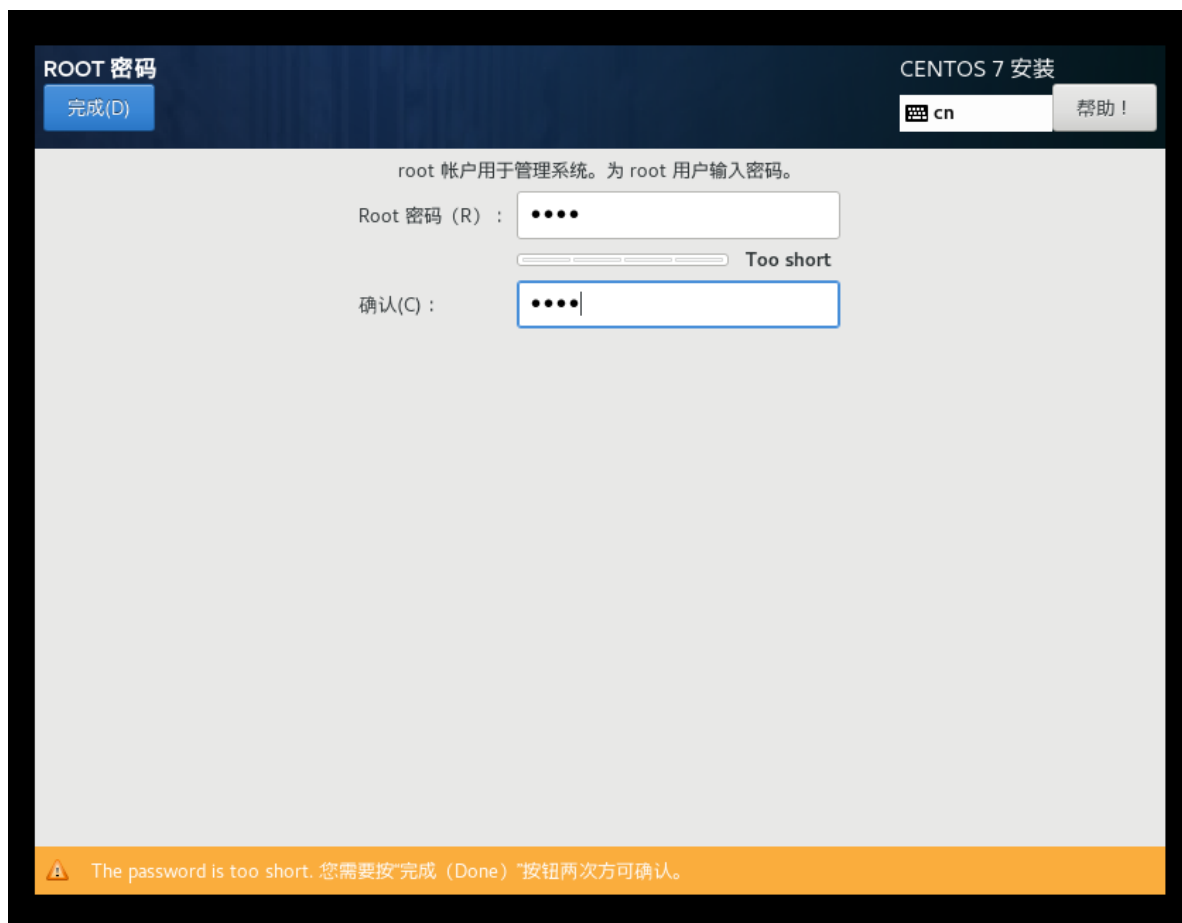 ROOT 密码
CENTOS 7 安装
完成(D)
cn
帮助！
root 帐户用于管理系统。为 root 用户输入密码。
Root 密码（R）：
••••
Too short
确认(C)：
••••
The password is too short. 您需要按“完成（Done）”按钮两次方可确认。